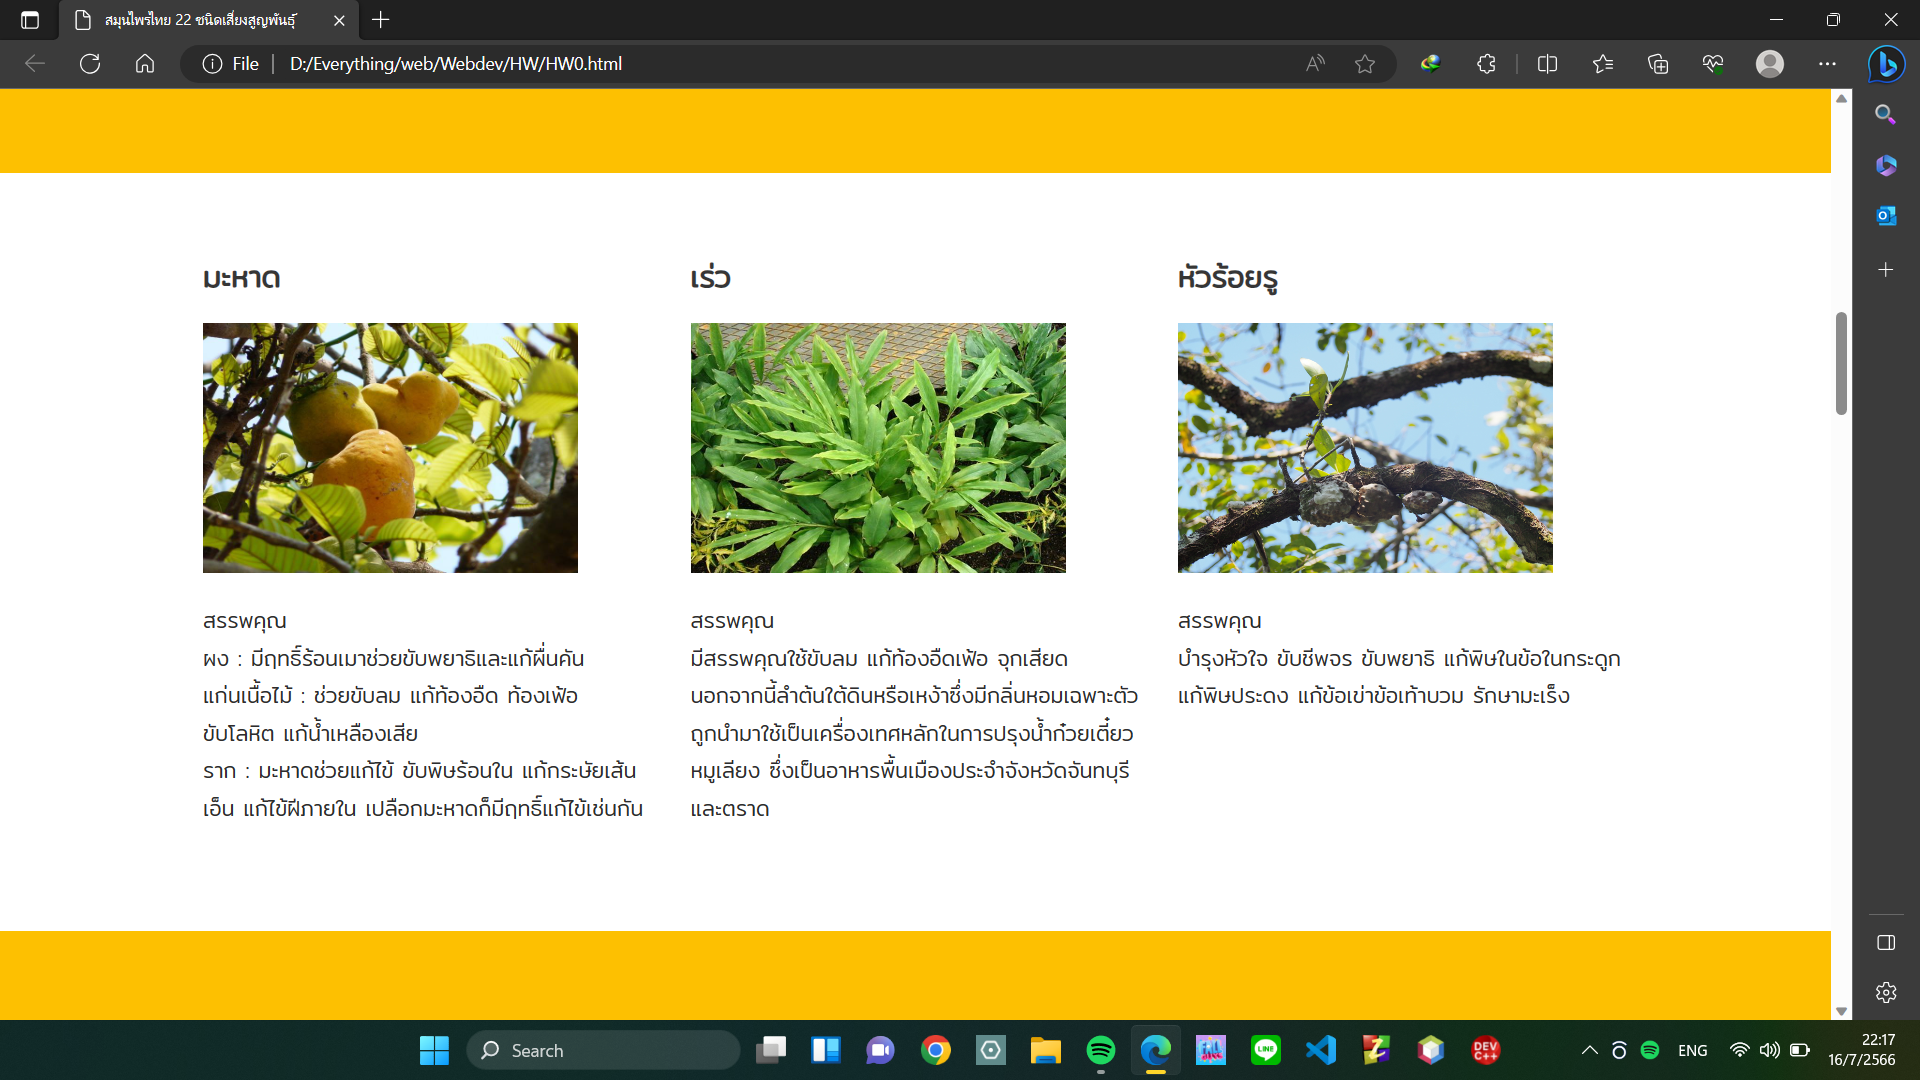 สมุนไพรไทย 22 ชนิดเสี่ยงสูญพันธุ์
File
D:/Everything/web/Webdev/HW/HW0.html
มะหาด
สรรพคุณ
ผง : มีฤทธิ์ร้อนเมาช่วยขับพยาธิและแก้ผื่นคัน
แก่นเนื้อไม้ : ช่วยขับลม แก้ท้องอืด ท้องเฟ้อ
ขับโลหิต แก้น้ำเหลืองเสีย
ราก : มะหาดช่วยแก้ไข้ ขับพิษร้อนใน แก้กระษัยเส้น
เอ็น แก้ไข้ฝีภายใน เปลือกมะหาดก็มีฤทธิ์แก้ไข้เช่นกัน
เร่ว
สรรพคุณ
มีสรรพคุณใช้ขับลม แก้ท้องอืดเฟ้อ จุกเสียด
นอกจากนี้ลำต้นใต้ดินหรือเหง้าซึ่งมีกลิ่นหอมเฉพาะตัว
ถูกนำมาใช้เป็นเครื่องเทศหลักในการปรุงน้ำก๋วยเตี๋ยว
หมูเลียง ซึ่งเป็นอาหารพื้นเมืองประจำจังหวัดจันทบุรี
และตราด
หัวร้อยรู
สรรพคุณ
บำรุงหัวใจ ขับชีพจร ขับพยาธิ แก้พิษในข้อในกระดูก
แก้พิษประดง แก้ข้อเข่าข้อเท้าบวม รักษามะเร็ง
Search
LINE
DEV
C++
ENG
22:17
16/7/2566